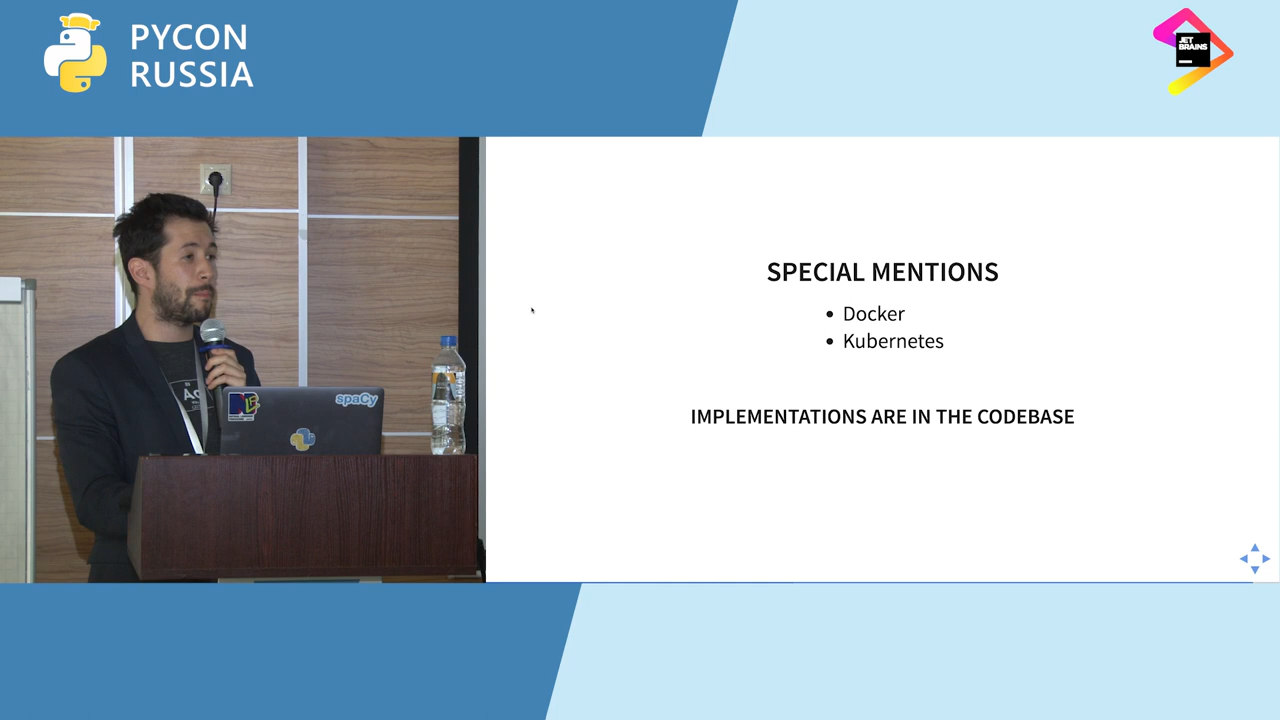 PYCON
RUSSIA
JET
BRAINS
SPECIAL MENTIONS
Docker
Kubernetes
IMPLEMENTATIONS ARE IN THE CODEBASE
spaCy